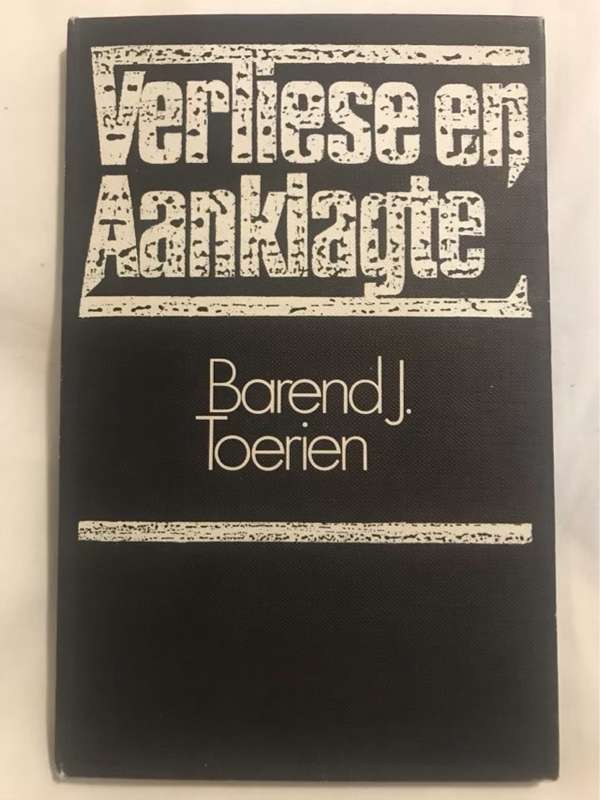 Verliese en
Aanklagte
Barend J.
Toerien